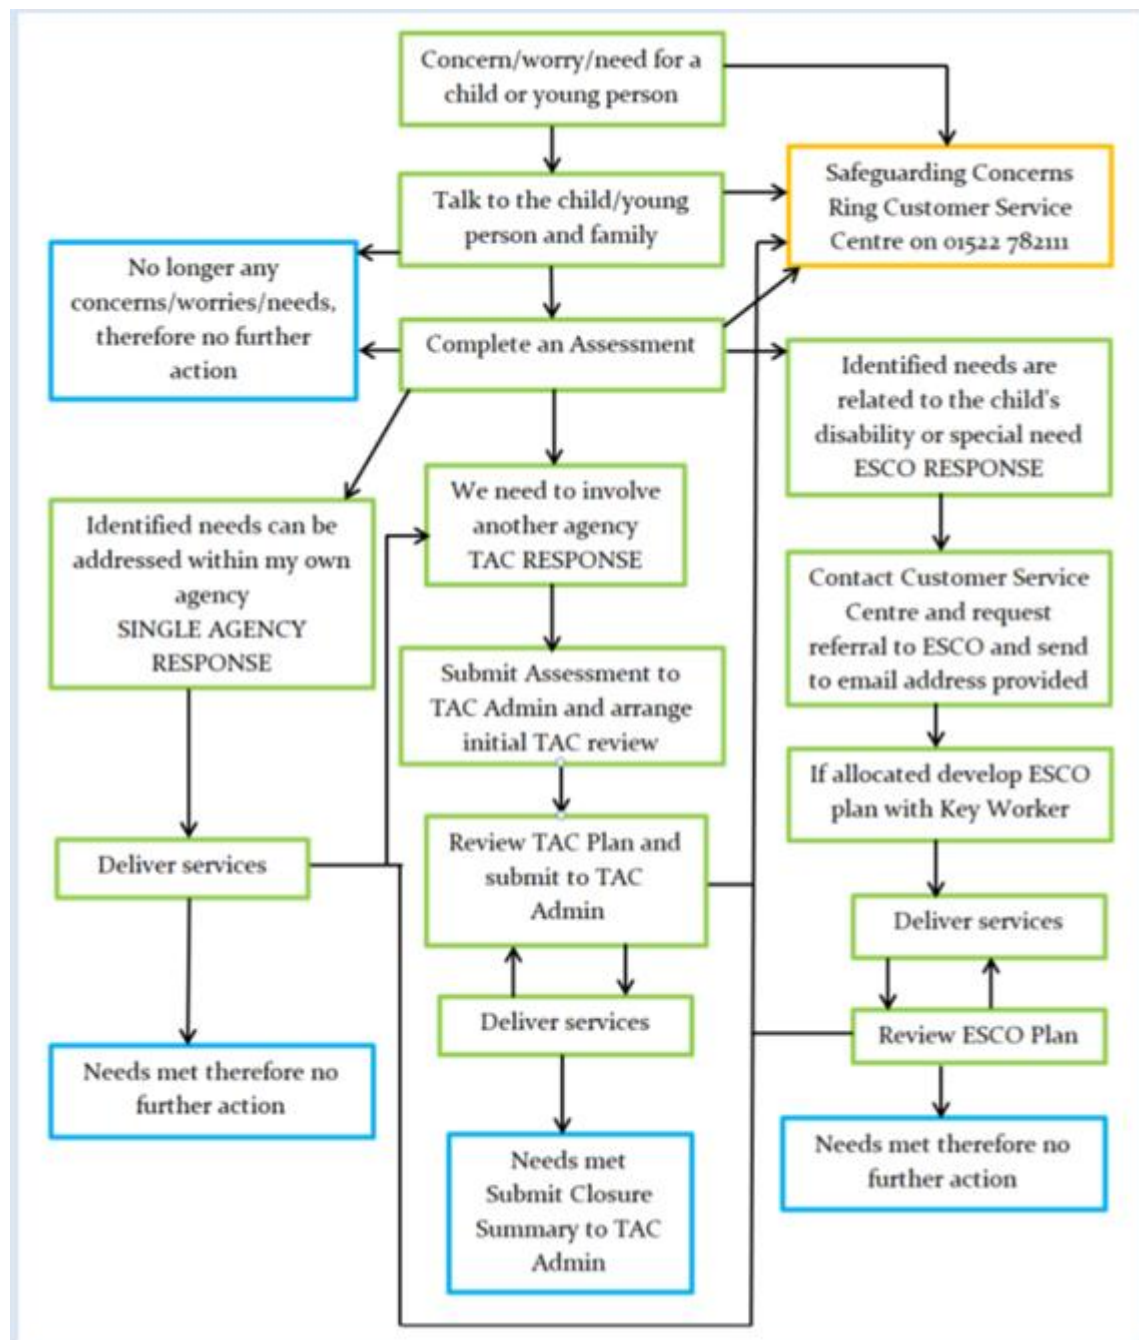 Concern/worry/need for a
child or young person
Safeguarding Concerns
Ring Customer Service
Centre on 01522 782111
Talk to the child/young
person and family
No longer any
concerns/worries/needs,
therefore no further
action
Complete an Assessment
Identified needs are
related to the child's
disability or special need
ESCO RESPONSE
Identified needs can be
addressed within my own
agency
SINGLE AGENCY
RESPONSE
We need to involve
another agency
TAC RESPONSE
Contact Customer Service
Centre and request
referral to ESCO and send
to email address provided
Submit Assessment to
TAC Admin and arrange
initial TAC review
If allocated develop ESCO
plan with Key Worker
Deliver services
Review TAC Plan and
submit to TAC
Admin
Deliver services
Deliver services
Review ESCO Plan
Needs met therefore no
further action
Needs met
Submit Closure
Summary to TAC
Admin
Needs met therefore no
further action